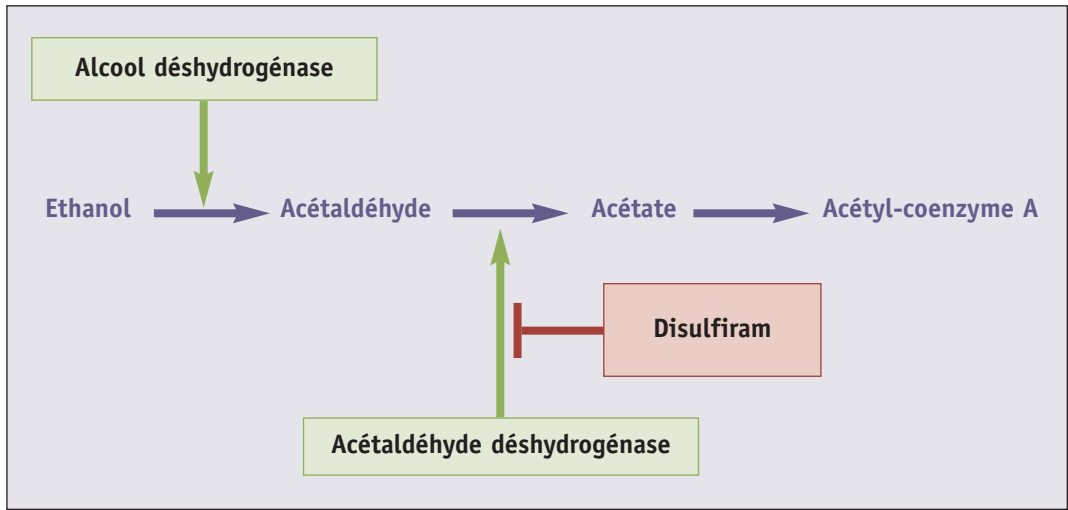 Alcool déshydrogénase
Ethanol Acétaldéhyde Acétate Acétyl-coenzyme A
Disulfiram
Acétaldéhyde déshydrogénase